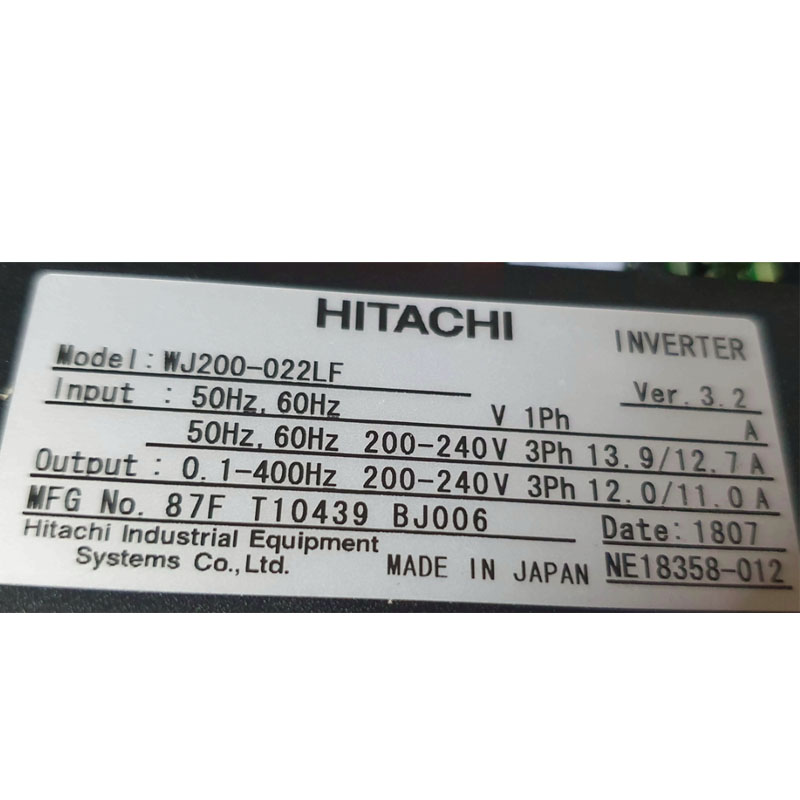 HITACHI INVERTER
Model: WJ200-022LF Ver. 3.2
Input : 50Hz, 60Hz V 1Ph A
50Hz, 60Hz 200-240V 3Ph 13.9/12.7A
Output : 0.1-400Hz 200-240V 3Ph 12.0/11.0A
MFG No. 87F T10439 BJ006 Date: 1807
Hitachi Industrial Equipment
Systems Co., Ltd. MADE IN JAPAN NE18358-012